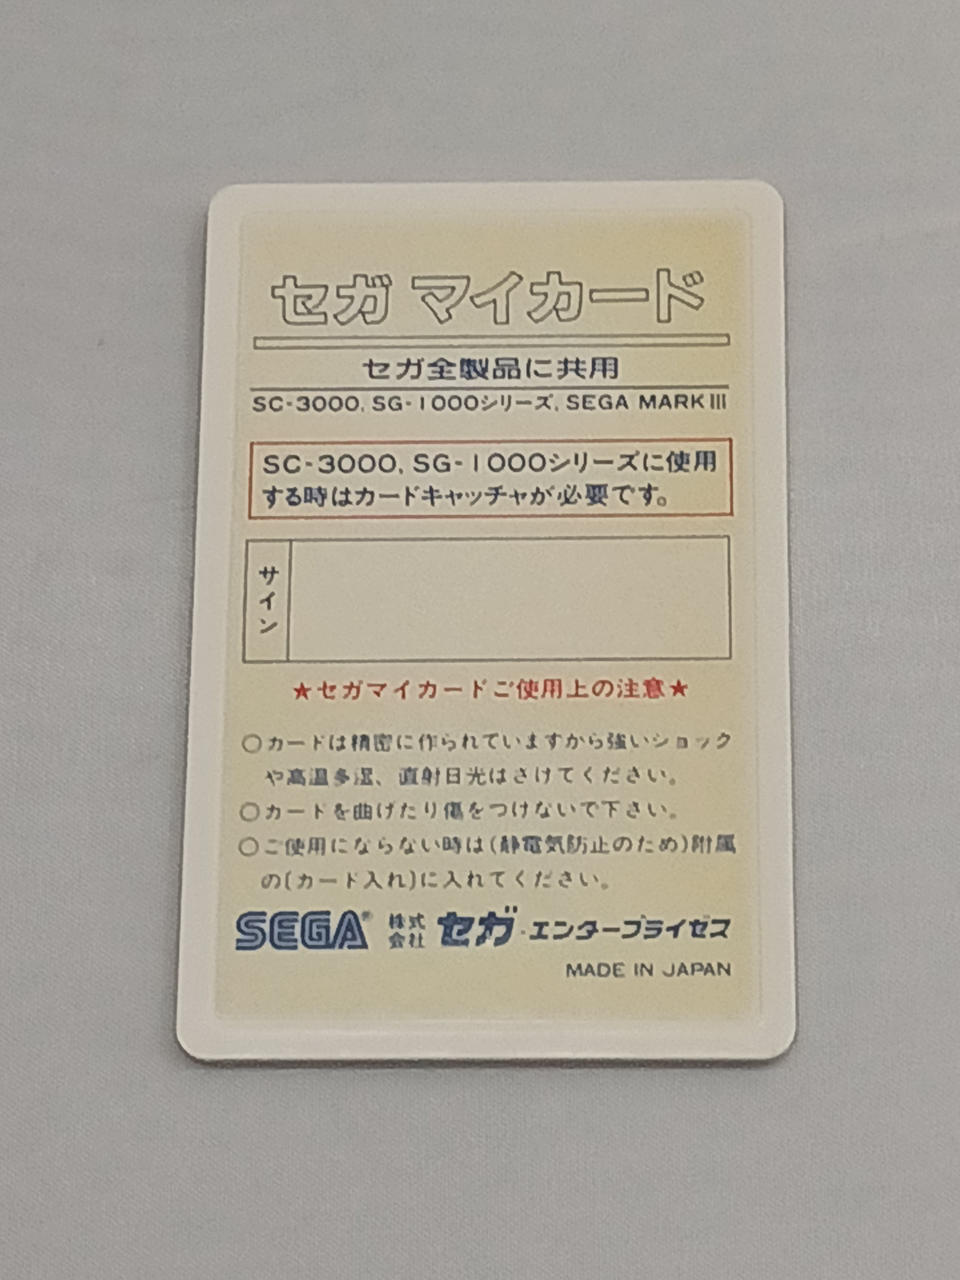 セガ マイカード
セガ全製品に共用
SC-3000, SG-1000シリーズ, SEGA MARK III
SC-3000, SG-1000シリーズに使用
する時はカードキャッチャが必要です。
サイン
★セガマイカードご使用上の注意★
○カードは精密に作られていますから強いショック
や高温多湿、直射日光はさけてください。
○カードを曲げたり傷をつけないで下さい。
○ご使用にならない時は(静電気防止のため)附属
の(カード入れ)に入れてください。
SEGA® 株式会社 セガ・エンタープライゼス
MADE IN JAPAN